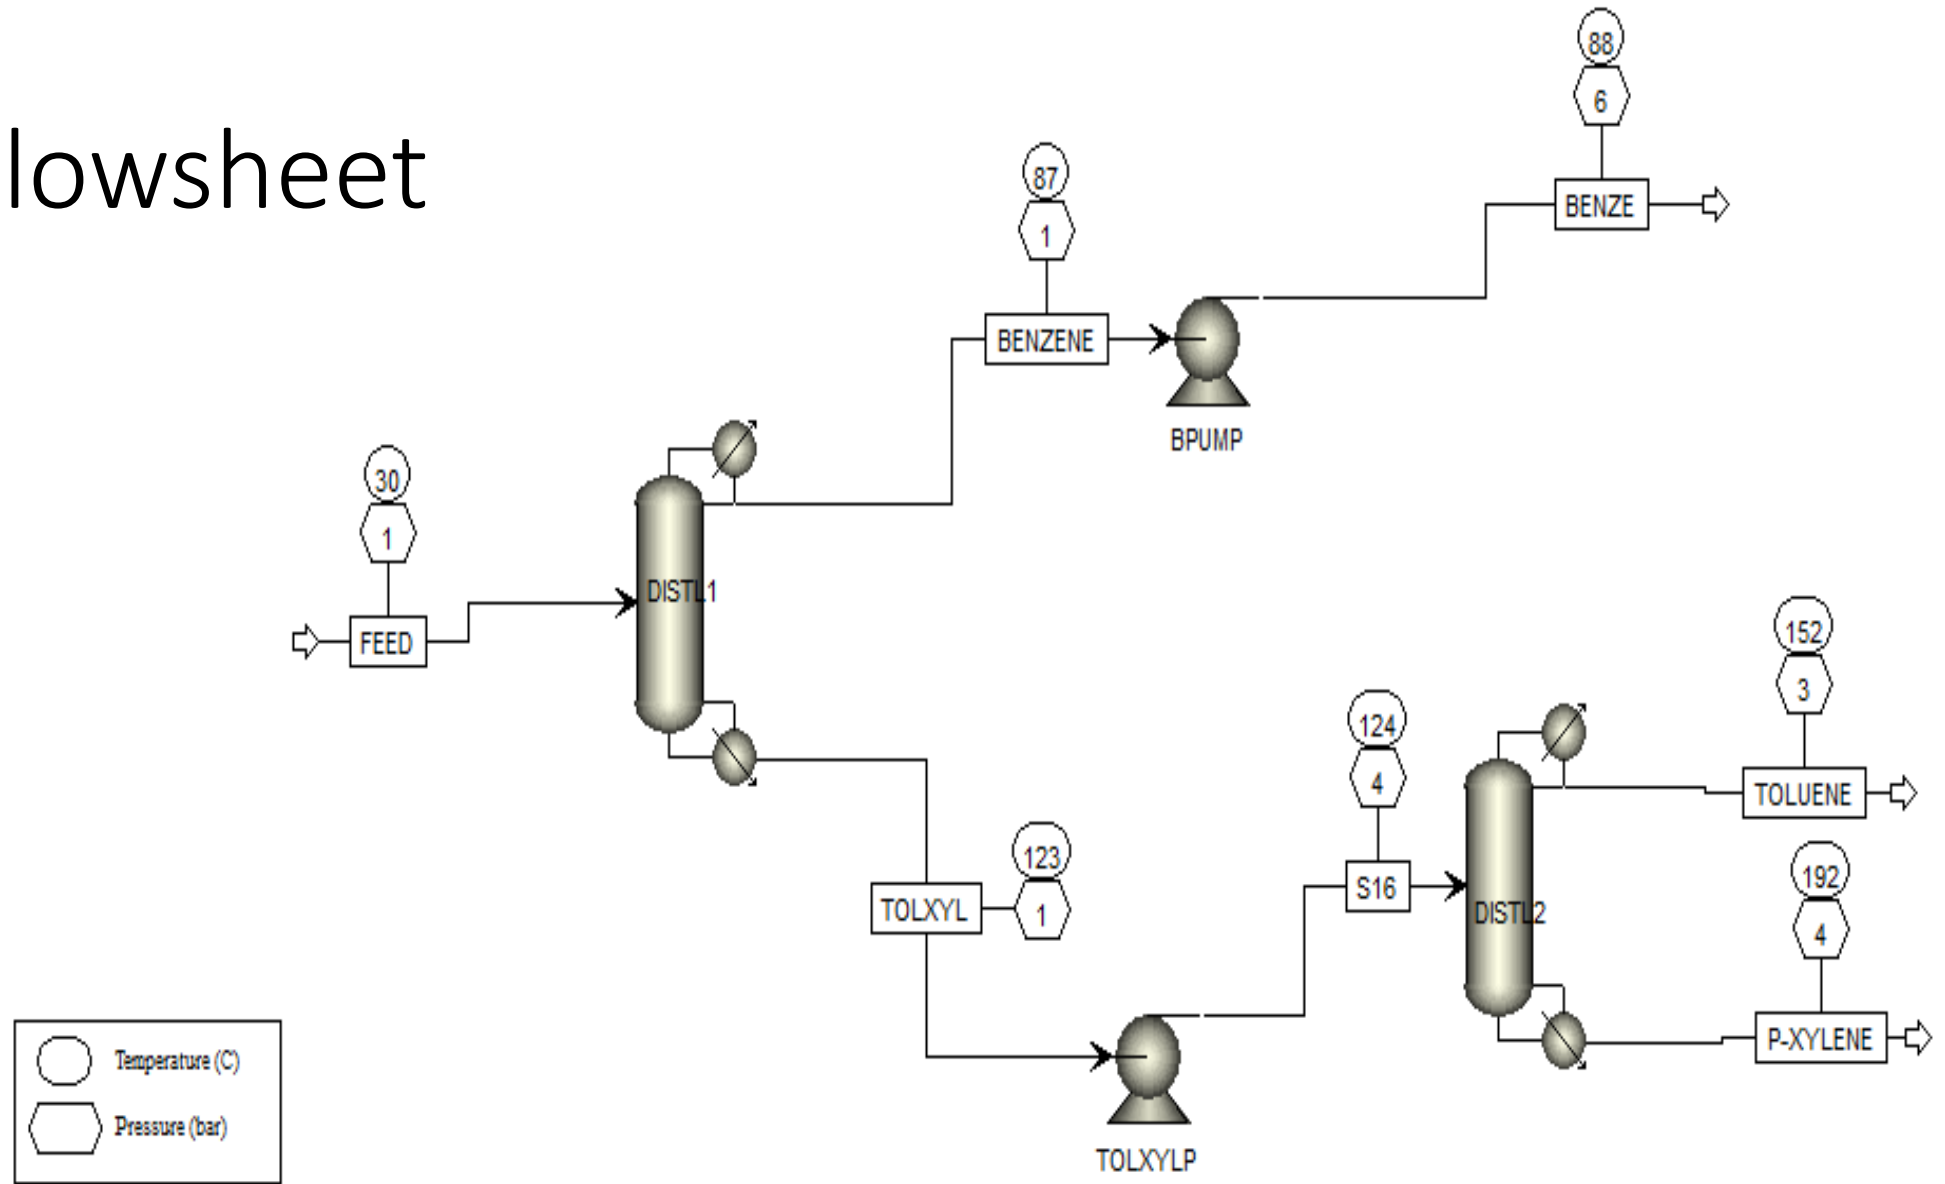 lowsheet
88
6
BENZE
87
1
BENZENE
BPUMP
30
1
FEED
DISTL1
152
3
TOLUENE
124
4
S16
DISTL2
123
1
TOLXYL
192
4
P-XYLENE
TOLXYLP
Temperature (C)
Pressure (bar)